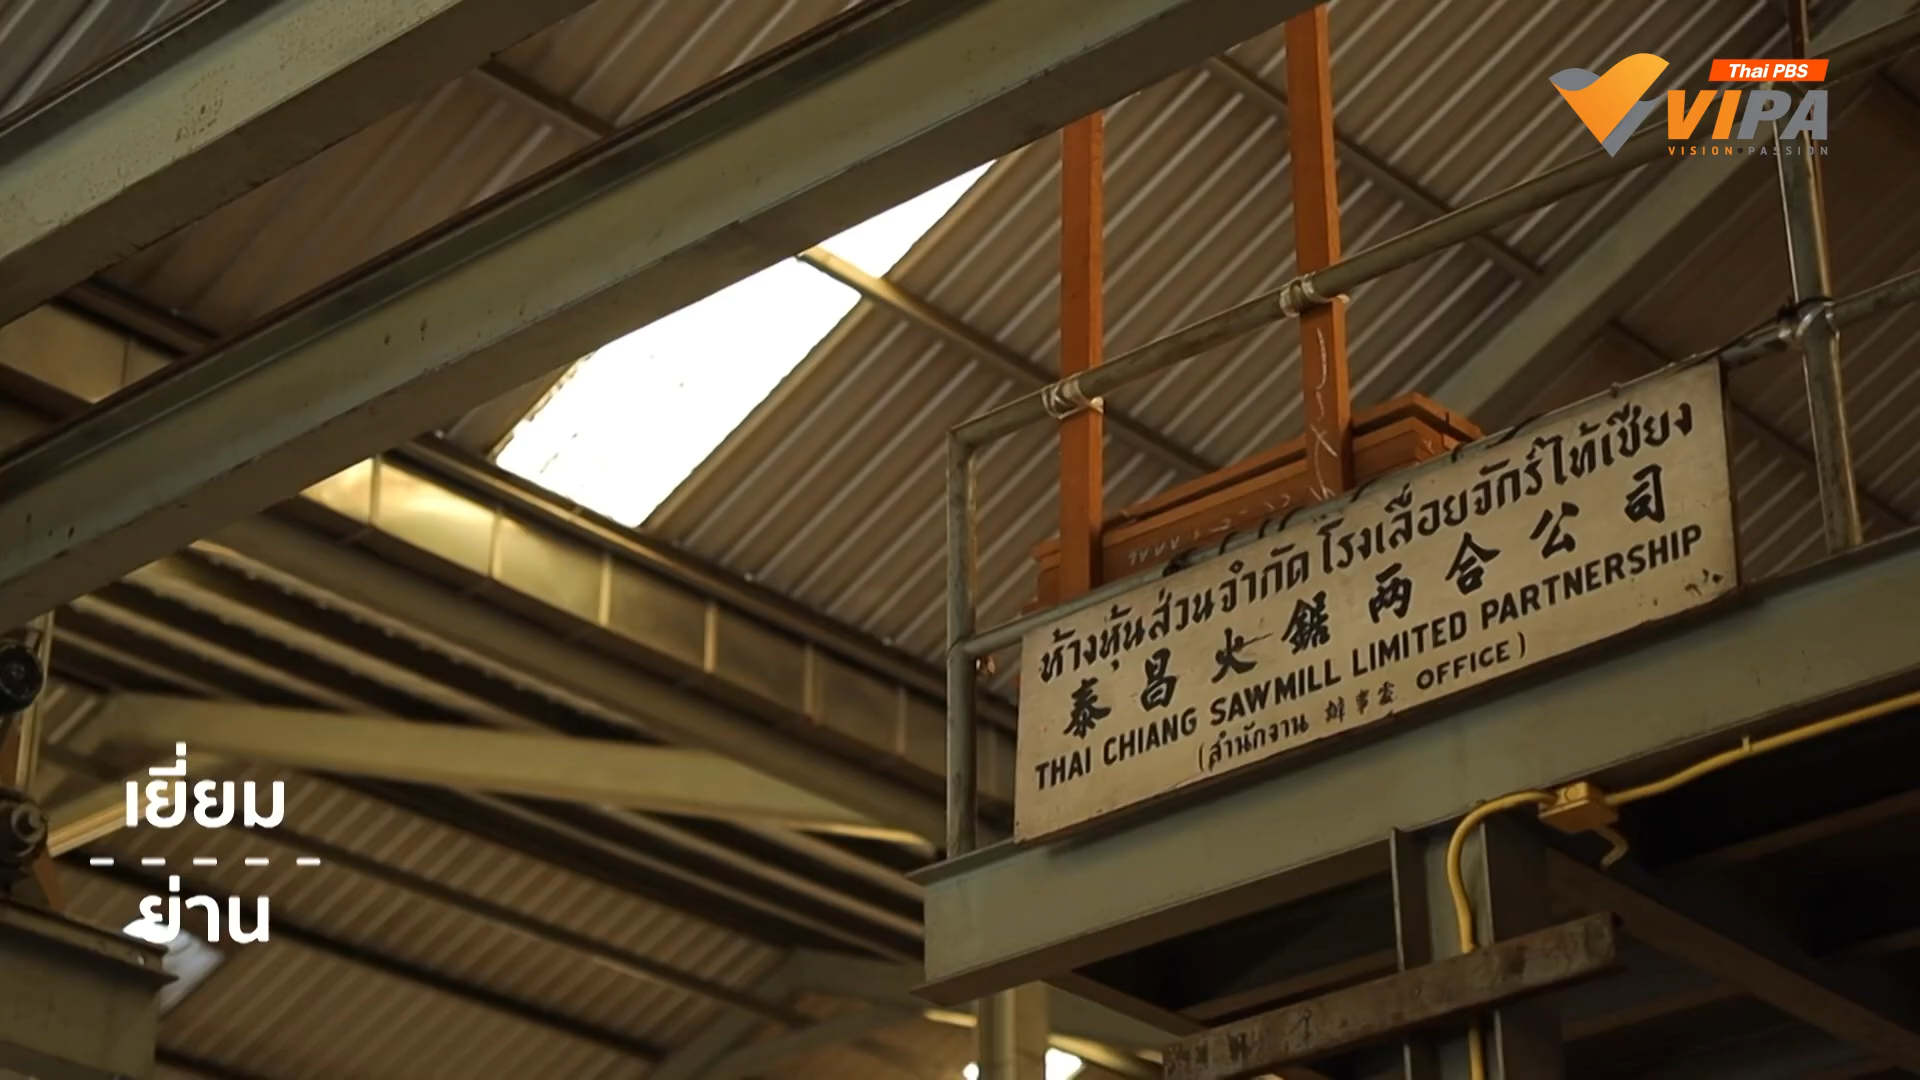 Thai PBS
VIPA
VISION•PASSION
ห้างหุ้นส่วนจำกัด โรงเลื่อยจักร์ไท้เชียง
泰昌火鋸兩合公司
THAI CHIANG SAWMILL LIMITED PARTNERSHIP
(สำนักงาน 辦事處 OFFICE)
เยี่ยม
ย่าน